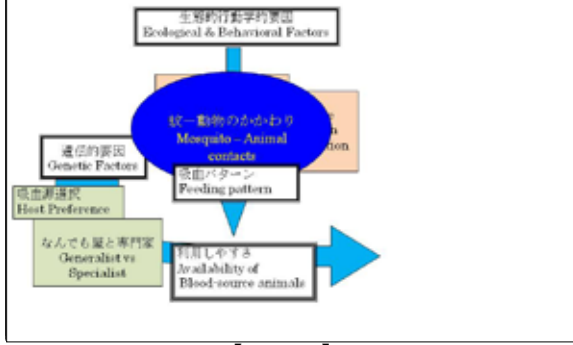 生態的行動学的要因
Ecological & Behavioral Factors
蚊ー動物のかかわり
Mosquito – Animal
contacts
遺伝的要因
Genetic Factors
吸血パターン
Feeding pattern
吸血源選択
Host Preference
なんでも屋と専門家
Generalist vs
Specialist
利用しやすさ
Availability of
Blood-source animals